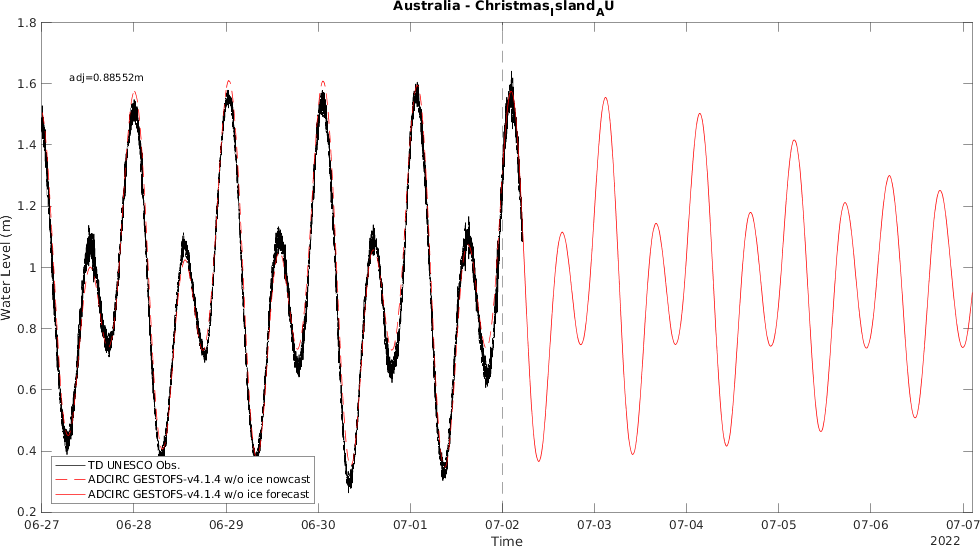 Australia - Christmas_Island_AU
1.8
1.6
1.4
1.2
1
0.8
0.6
0.4
0.2
Water Level (m)
adj=0.88552m
TD UNESCO Obs.
ADCIRC GESTOFS-v4.1.4 w/o ice nowcast
ADCIRC GESTOFS-v4.1.4 w/o ice forecast
06-27 06-28 06-29 06-30 07-01 07-02 07-03 07-04 07-05 07-06 07-07
Time
2022